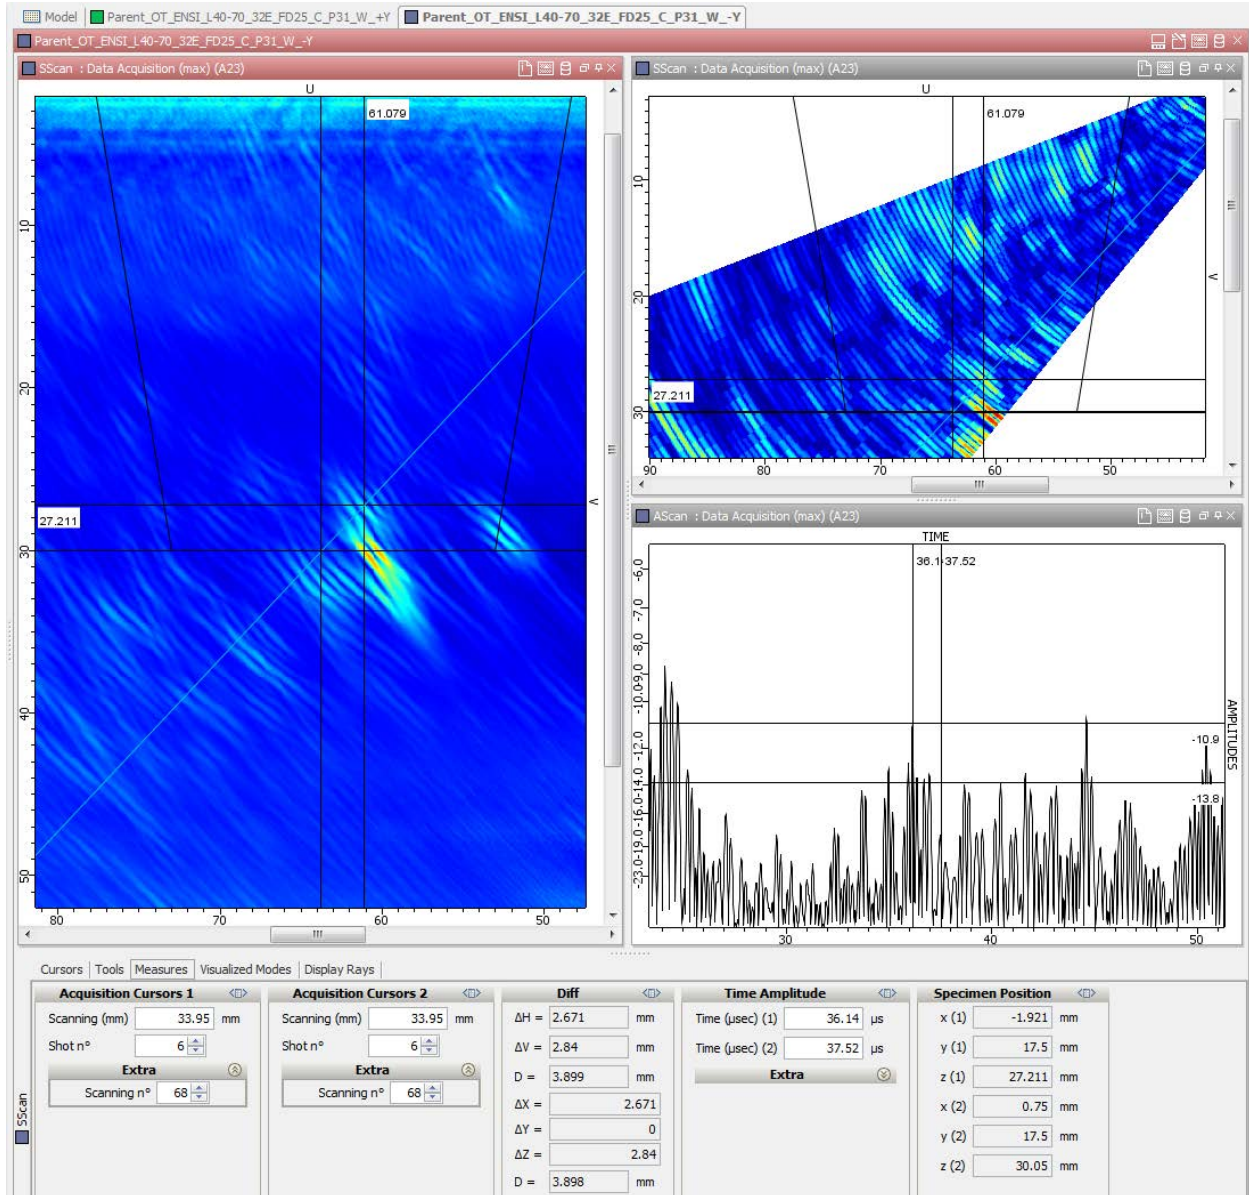 Model Parent_OT_ENSI_L40-70_32E_FD25_C_P31_W_+Y Parent_OT_ENSI_L40-70_32E_FD25_C_P31_W_-Y
Parent_OT_ENSI_L40-70_32E_FD25_C_P31_W_-Y
SScan : Data Acquisition (max) (A23)
U
61.079
10
20
27.211
30
40
50
V
80 70 60 50
SScan : Data Acquisition (max) (A23)
U
61.079
10
20
27.211
30
V
90 80 70 60 50
AScan : Data Acquisition (max) (A23)
TIME
36.1 37.52
-6,0
-7,0
-8,0
-9,0
-10,0
-12,0
-14,0
-16,0
-19,0
-23,0
-10.9
-13.8
AMPLITUDES
30 40 50
Cursors Tools Measures Visualized Modes Display Rays
SScan
Acquisition Cursors 1
Scanning (mm) 33.95 mm
Shot n° 6
Extra
Scanning n° 68
Acquisition Cursors 2
Scanning (mm) 33.95 mm
Shot n° 6
Extra
Scanning n° 68
Diff
ΔH = 2.671 mm
ΔV = 2.84 mm
D = 3.899 mm
ΔX = 2.671
ΔY = 0
ΔZ = 2.84
D = 3.898 mm
Time Amplitude
Time (µsec) (1) 36.14 µs
Time (µsec) (2) 37.52 µs
Extra
Specimen Position
x (1) -1.921 mm
y (1) 17.5 mm
z (1) 27.211 mm
x (2) 0.75 mm
y (2) 17.5 mm
z (2) 30.05 mm